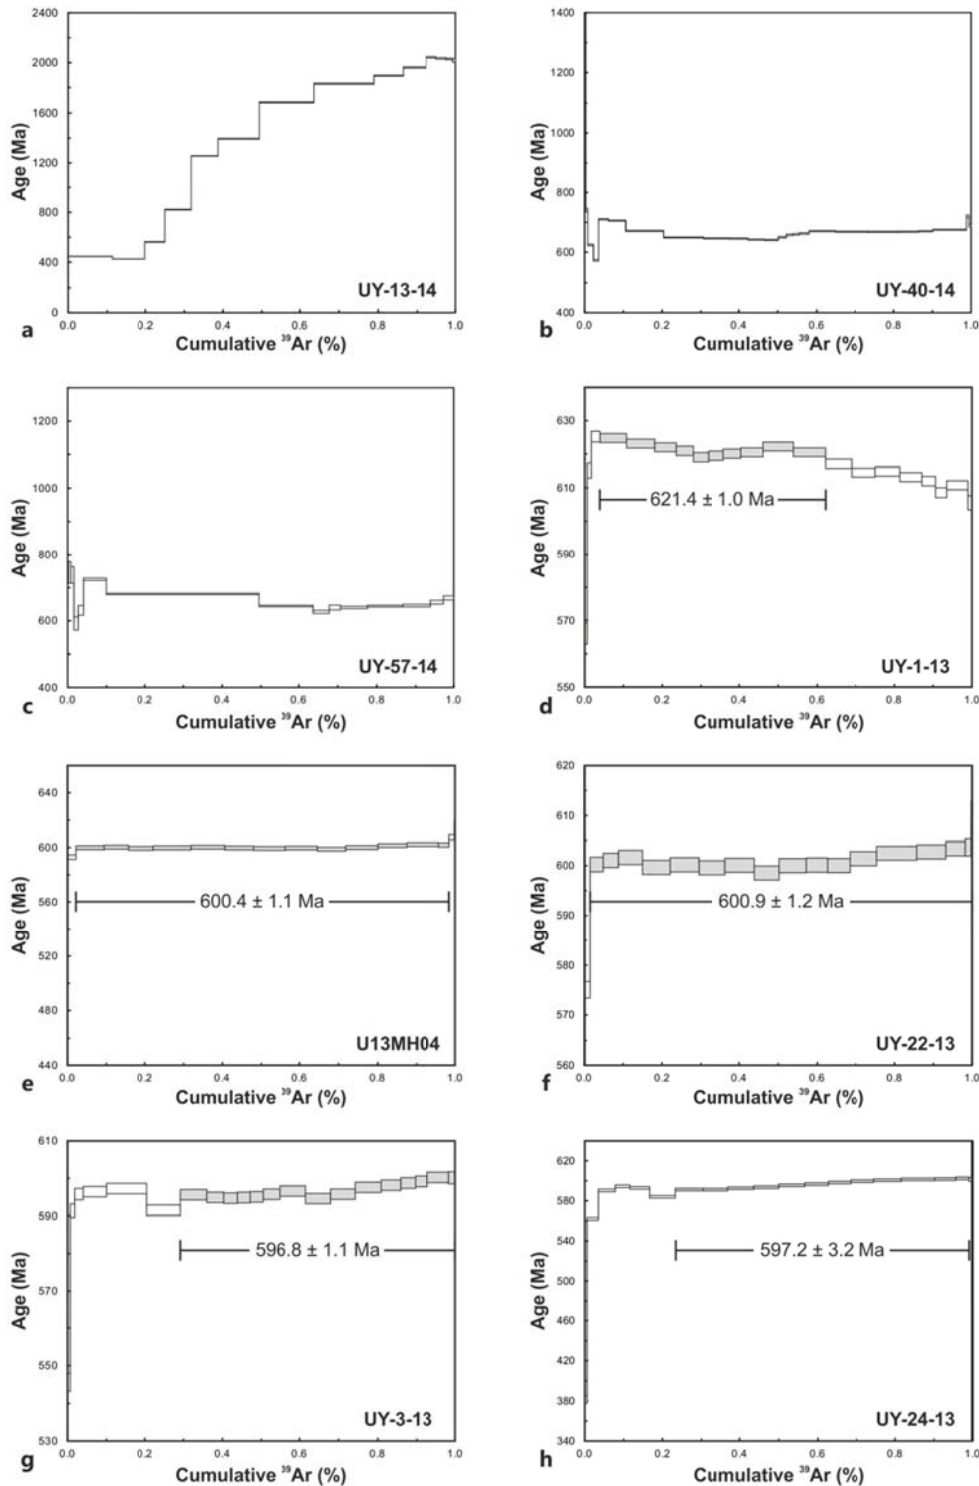 2400
2000
1600
1200
800
400
0
Age (Ma)
0.0 0.2 0.4 0.6 0.8 1.0
Cumulative ³⁹Ar (%)
UY-13-14
a
1400
1200
1000
800
600
400
Age (Ma)
0.0 0.2 0.4 0.6 0.8 1.0
Cumulative ³⁹Ar (%)
UY-40-14
b
1200
1000
800
600
400
Age (Ma)
0.0 0.2 0.4 0.6 0.8 1.0
Cumulative ³⁹Ar (%)
UY-57-14
c
630
610
590
570
550
Age (Ma)
621.4 ± 1.0 Ma
0.0 0.2 0.4 0.6 0.8 1.0
Cumulative ³⁹Ar (%)
UY-1-13
d
640
600
560
520
480
440
Age (Ma)
600.4 ± 1.1 Ma
0.0 0.2 0.4 0.6 0.8 1.0
Cumulative ³⁹Ar (%)
U13MH04
e
620
610
600
590
580
570
560
Age (Ma)
600.9 ± 1.2 Ma
0.0 0.2 0.4 0.6 0.8 1.0
Cumulative ³⁹Ar (%)
UY-22-13
f
610
590
570
550
530
Age (Ma)
596.8 ± 1.1 Ma
0.0 0.2 0.4 0.6 0.8 1.0
Cumulative ³⁹Ar (%)
UY-3-13
g
620
580
540
500
460
420
380
340
Age (Ma)
597.2 ± 3.2 Ma
0.0 0.2 0.4 0.6 0.8 1.0
Cumulative ³⁹Ar (%)
UY-24-13
h